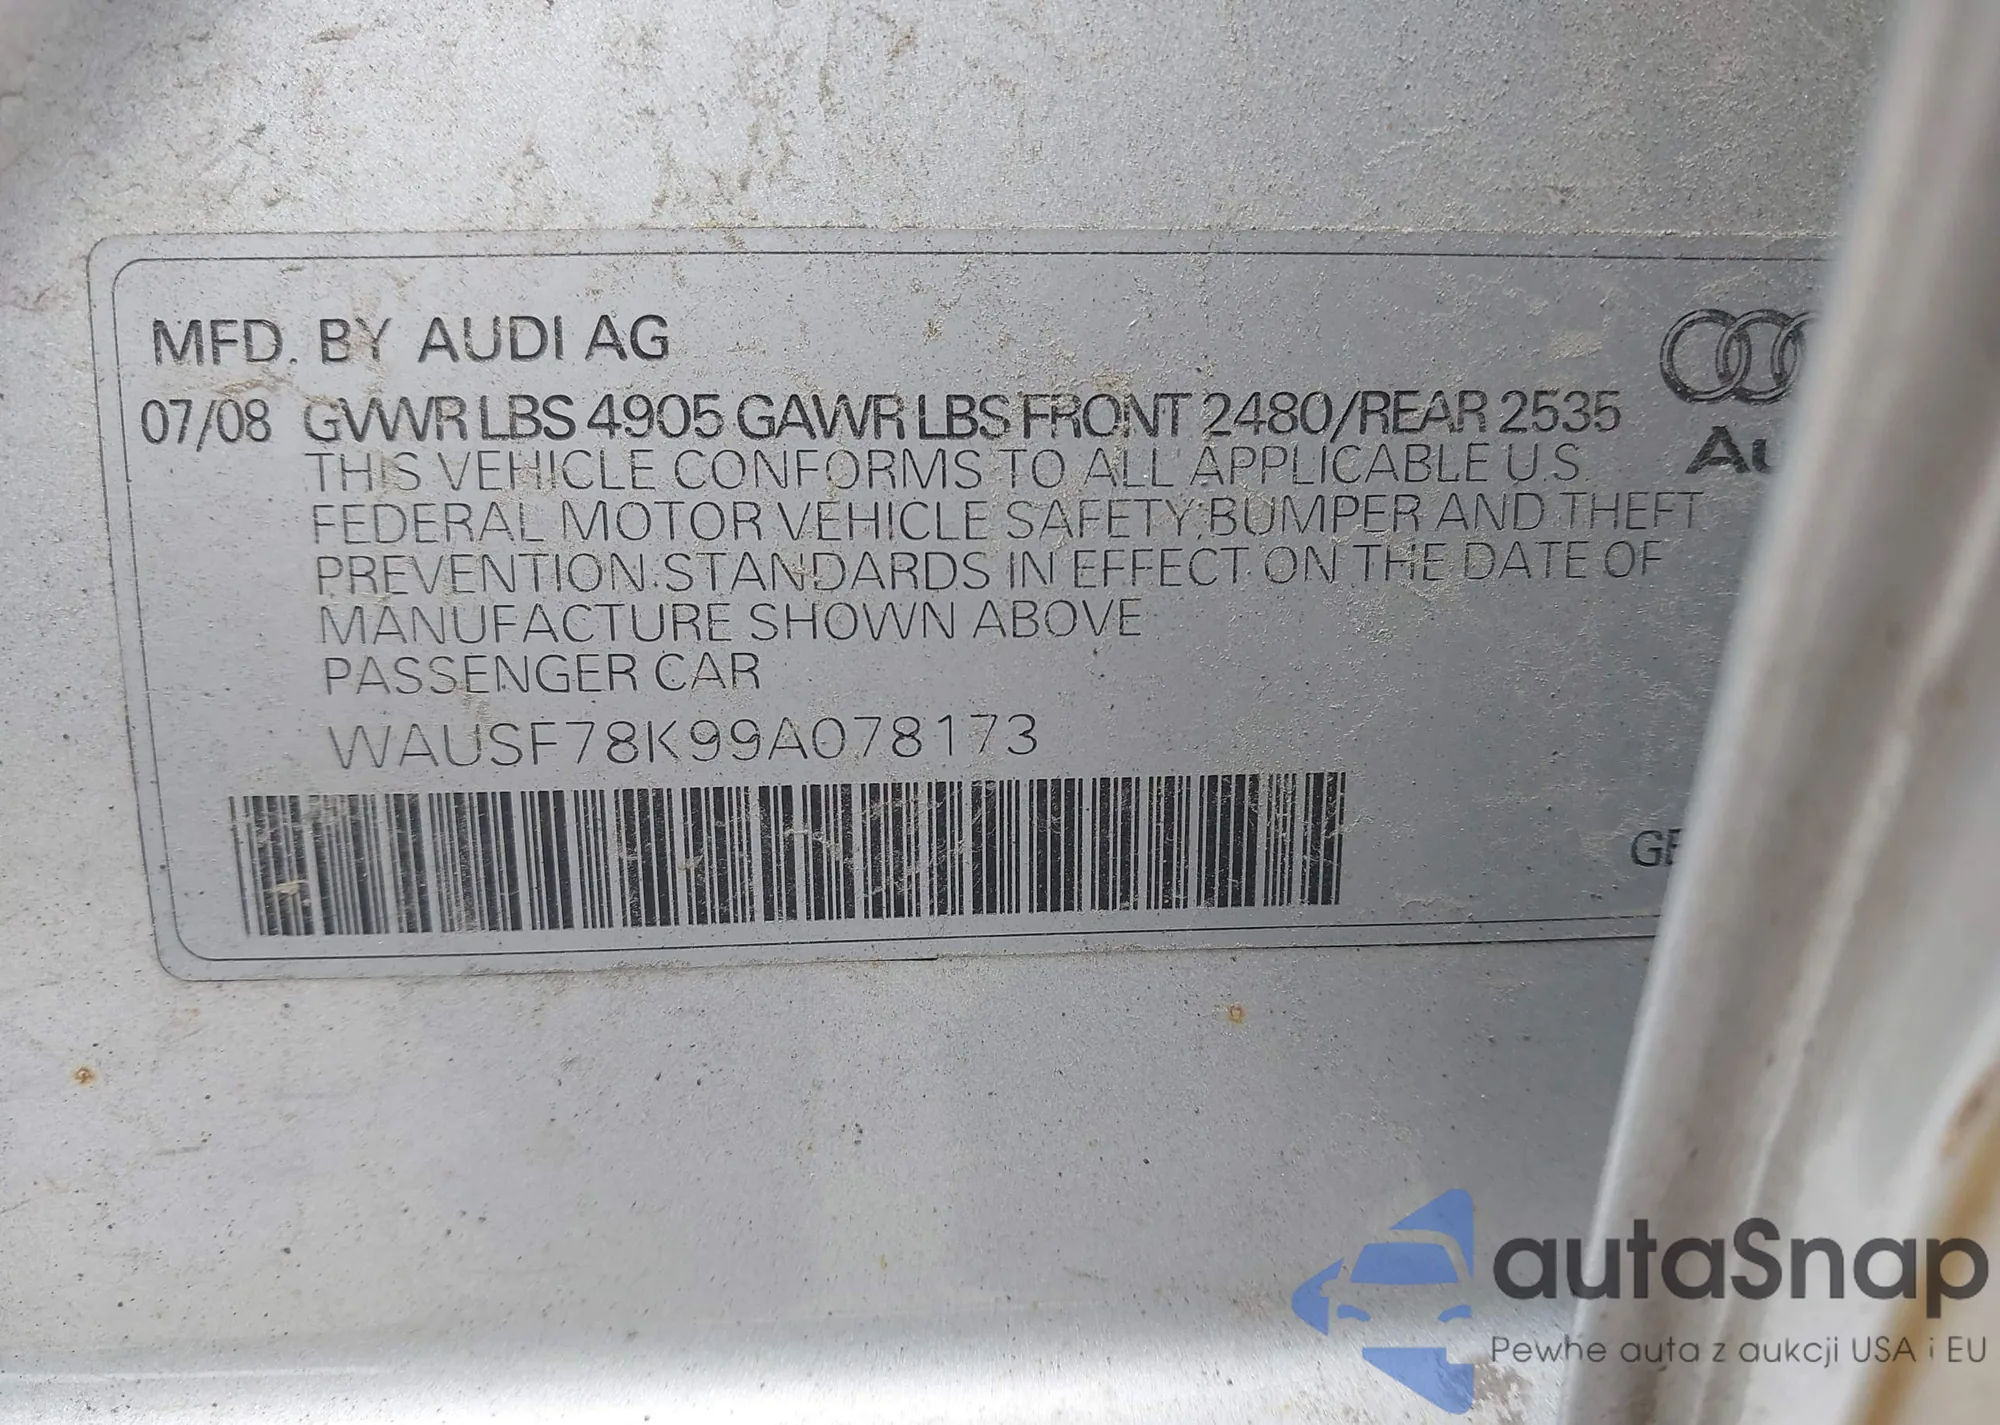 MFD. BY AUDI AG
07/08 GVWR LBS 4905 GAWR LBS FRONT 2480/REAR 2535
THIS VEHICLE CONFORMS TO ALL APPLICABLE U.S.
FEDERAL MOTOR VEHICLE SAFETY, BUMPER AND THEFT
PREVENTION STANDARDS IN EFFECT ON THE DATE OF
MANUFACTURE SHOWN ABOVE
PASSENGER CAR
WAUSF78K99A078173
autaSnap
Pewne auta z aukcji USA i EU